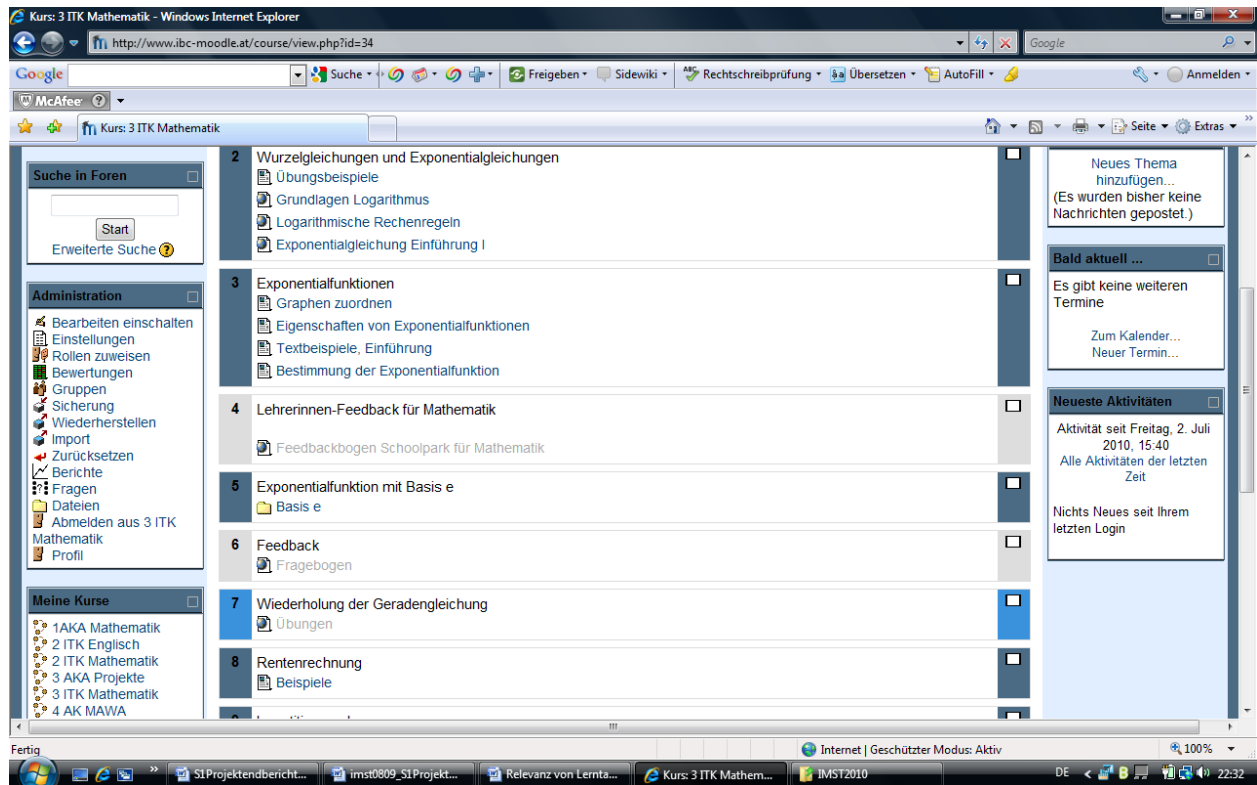 Kurs: 3 ITK Mathematik - Windows Internet Explorer
http://www.ibc-moodle.at/course/view.php?id=34
Google
Google
Suche
Freigeben
Sidewiki
Rechtschreibprüfung
Übersetzen
AutoFill
Anmelden
McAfee
Kurs: 3 ITK Mathematik
Seite
Extras
Suche in Foren
Start
Erweiterte Suche
Administration
Bearbeiten einschalten
Einstellungen
Rollen zuweisen
Bewertungen
Gruppen
Sicherung
Wiederherstellen
Import
Zurücksetzen
Berichte
Fragen
Dateien
Abmelden aus 3 ITK
Mathematik
Profil
Meine Kurse
1AKA Mathematik
2 ITK Englisch
2 ITK Mathematik
3 AKA Projekte
3 ITK Mathematik
4 AK MAWA
2 Wurzelgleichungen und Exponentialgleichungen
Übungsbeispiele
Grundlagen Logarithmus
Logarithmische Rechenregeln
Exponentialgleichung Einführung I
3 Exponentialfunktionen
Graphen zuordnen
Eigenschaften von Exponentialfunktionen
Textbeispiele, Einführung
Bestimmung der Exponentialfunktion
4 Lehrerinnen-Feedback für Mathematik
Feedbackbogen Schoolpark für Mathematik
5 Exponentialfunktion mit Basis e
Basis e
6 Feedback
Fragebogen
7 Wiederholung der Geradengleichung
Übungen
8 Rentenrechnung
Beispiele
Neues Thema
hinzufügen...
(Es wurden bisher keine
Nachrichten gepostet.)
Bald aktuell ...
Es gibt keine weiteren
Termine
Zum Kalender...
Neuer Termin...
Neueste Aktivitäten
Aktivität seit Freitag, 2. Juli
2010, 15:40
Alle Aktivitäten der letzten
Zeit
Nichts Neues seit Ihrem
letzten Login
Fertig
Internet | Geschützter Modus: Aktiv
100%
S1Projektendbericht...
imst0809_S1Projekt...
Relevanz von Lernta...
Kurs: 3 ITK Mathem...
IMST2010
DE
22:32